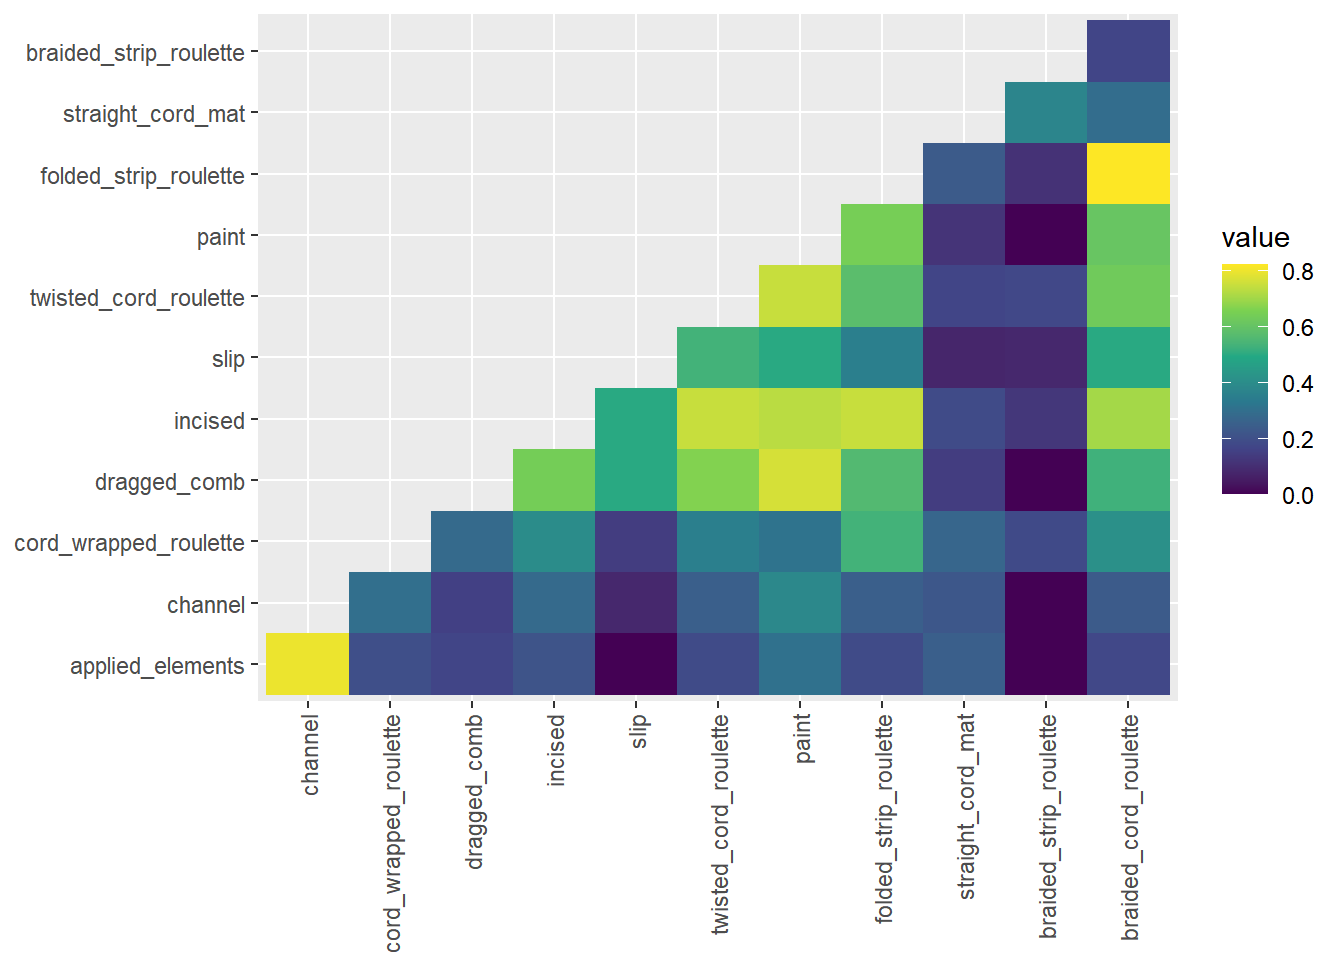 braided_strip_roulette
straight_cord_mat
folded_strip_roulette
paint
twisted_cord_roulette
slip
incised
dragged_comb
cord_wrapped_roulette
channel
applied_elements
channel
cord_wrapped_roulette
dragged_comb
incised
slip
twisted_cord_roulette
paint
folded_strip_roulette
straight_cord_mat
braided_strip_roulette
braided_cord_roulette
value
0.8
0.6
0.4
0.2
0.0